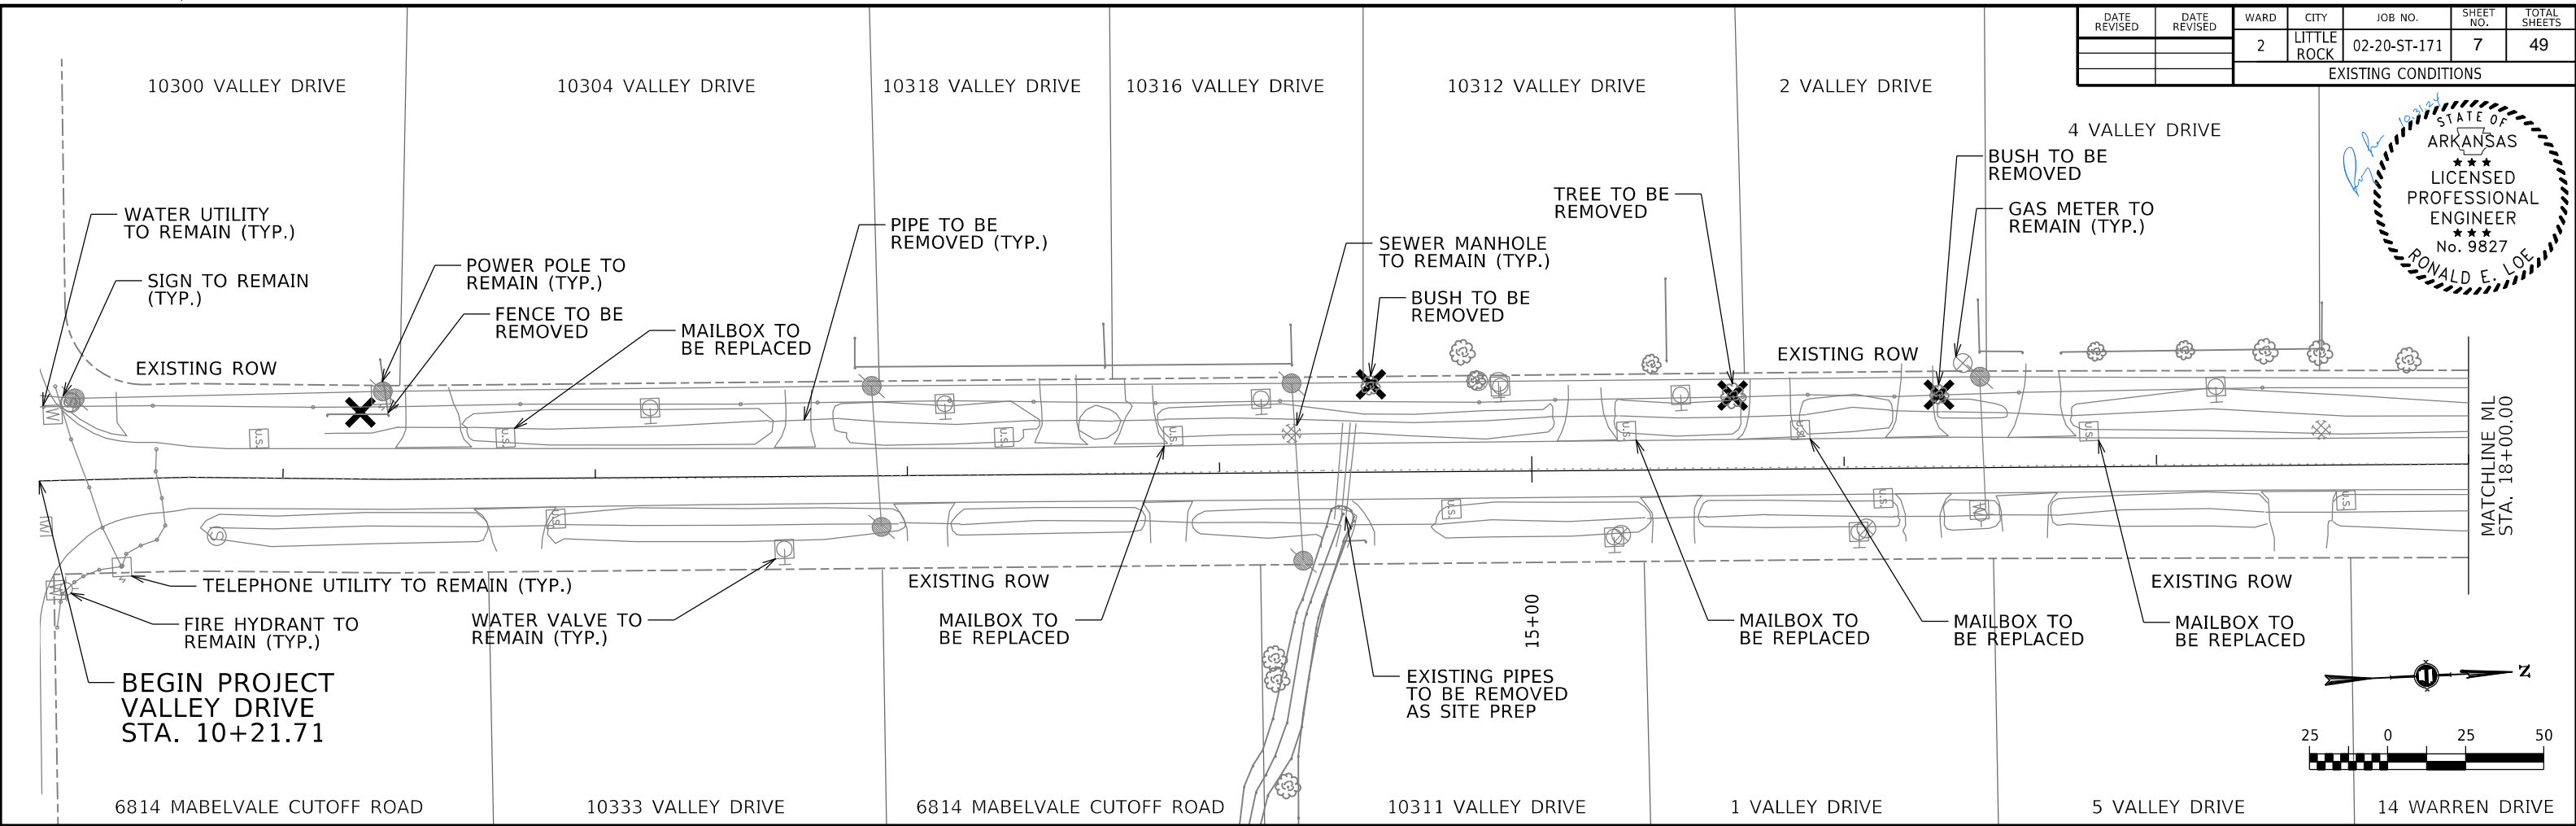 DATE REVISED
DATE REVISED
WARD
CITY
JOB NO.
SHEET NO.
TOTAL SHEETS
2
LITTLE ROCK
02-20-ST-171
7
49
EXISTING CONDITIONS
10300 VALLEY DRIVE
10304 VALLEY DRIVE
10318 VALLEY DRIVE
10316 VALLEY DRIVE
10312 VALLEY DRIVE
2 VALLEY DRIVE
4 VALLEY DRIVE
10.31.24
STATE OF
ARKANSAS
★★★
LICENSED
PROFESSIONAL
ENGINEER
★★★
No. 9827
RONALD E. LOE
WATER UTILITY
TO REMAIN (TYP.)
SIGN TO REMAIN
(TYP.)
POWER POLE TO
REMAIN (TYP.)
FENCE TO BE
REMOVED
MAILBOX TO
BE REPLACED
PIPE TO BE
REMOVED (TYP.)
SEWER MANHOLE
TO REMAIN (TYP.)
BUSH TO BE
REMOVED
TREE TO BE
REMOVED
BUSH TO BE
REMOVED
GAS METER TO
REMAIN (TYP.)
EXISTING ROW
EXISTING ROW
W
U.S.
U.S.
U.S.
U.S.
U.S.
U.S.
U.S.
MATCHLINE ML
STA. 18+00.00
W
S
U.S.
U.S.
U.S.
W
U.S.
W
TELEPHONE UTILITY TO REMAIN (TYP.)
FIRE HYDRANT TO
REMAIN (TYP.)
WATER VALVE TO
REMAIN (TYP.)
EXISTING ROW
MAILBOX TO
BE REPLACED
15+00
MAILBOX TO
BE REPLACED
MAILBOX TO
BE REPLACED
EXISTING ROW
MAILBOX TO
BE REPLACED
BEGIN PROJECT
VALLEY DRIVE
STA. 10+21.71
EXISTING PIPES
TO BE REMOVED
AS SITE PREP
N
25 0 25 50
6814 MABELVALE CUTOFF ROAD
10333 VALLEY DRIVE
6814 MABELVALE CUTOFF ROAD
10311 VALLEY DRIVE
1 VALLEY DRIVE
5 VALLEY DRIVE
14 WARREN DRIVE